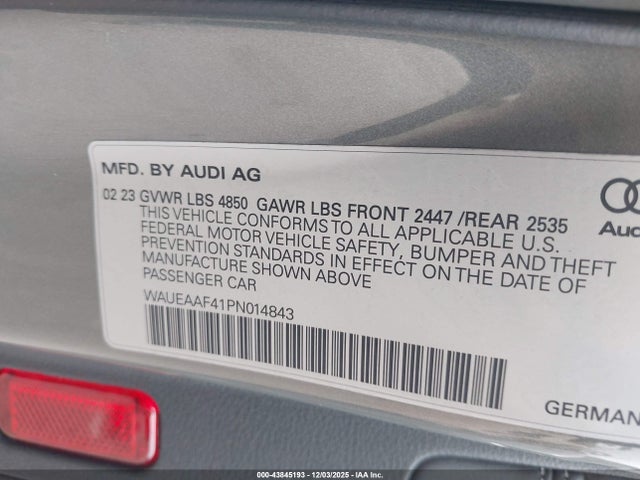 MFD. BY AUDI AG
02 23 GVWR LBS 4850 GAWR LBS FRONT 2447 /REAR 2535
THIS VEHICLE CONFORMS TO ALL APPLICABLE U.S.
FEDERAL MOTOR VEHICLE SAFETY, BUMPER AND THEFT
PREVENTION STANDARDS IN EFFECT ON THE DATE OF
MANUFACTURE SHOWN ABOVE
PASSENGER CAR
WAUEAAF41PN014843
Aud
GERMAN
000-43845193 - 12/03/2025 - IAA Inc.